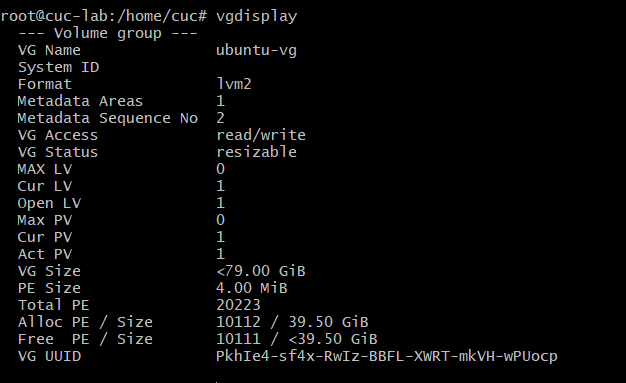 root@cuc-lab:/home/cuc# vgdisplay
--- Volume group ---
VG Name ubuntu-vg
System ID
Format lvm2
Metadata Areas 1
Metadata Sequence No 2
VG Access read/write
VG Status resizable
MAX LV 0
Cur LV 1
Open LV 1
Max PV 0
Cur PV 1
Act PV 1
VG Size <79.00 GiB
PE Size 4.00 MiB
Total PE 20223
Alloc PE / Size 10112 / 39.50 GiB
Free PE / Size 10111 / <39.50 GiB
VG UUID PkhIe4-sf4x-RwIz-BBFL-XWRT-mkVH-wPUocp